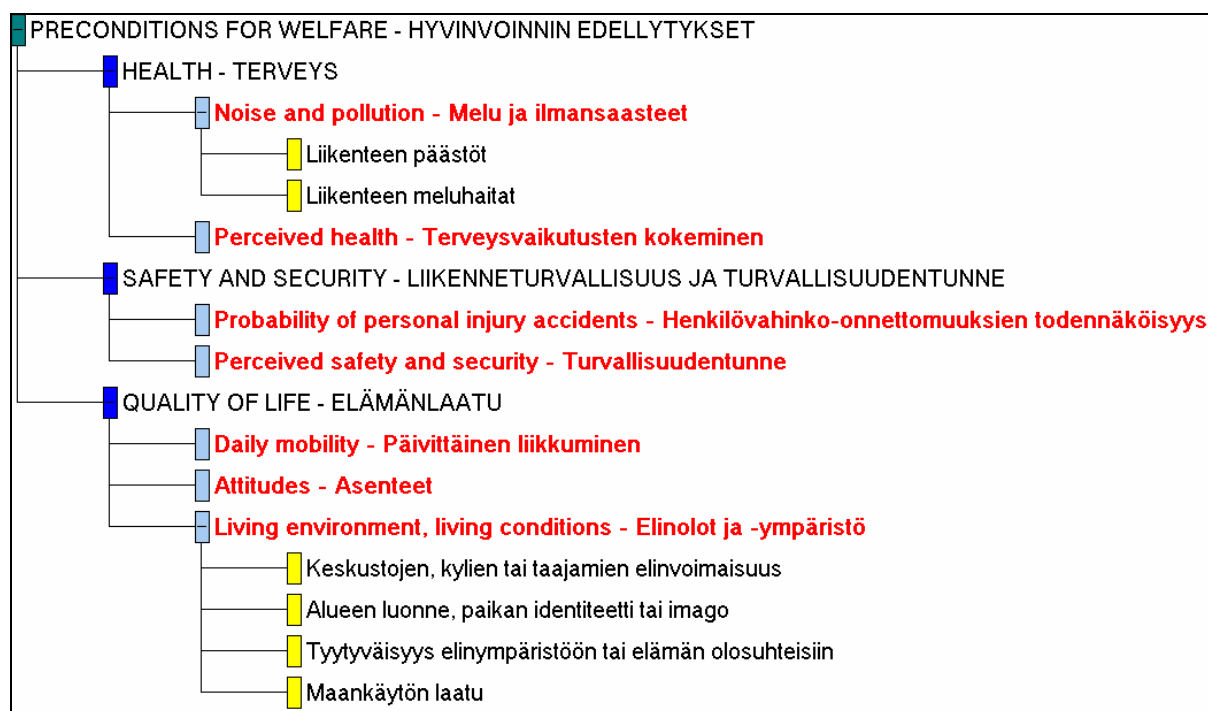 PRECONDITIONS FOR WELFARE - HYVINVOINNIN EDELLYTYKSET
HEALTH - TERVEYS
Noise and pollution - Melu ja ilmansaasteet
Liikenteen päästöt
Liikenteen meluhaitat
Perceived health - Terveysvaikutusten kokeminen
SAFETY AND SECURITY - LIIKENNETURVALLISUUS JA TURVALLISUUDENTUNNE
Probability of personal injury accidents - Henkilövahinko-onnettomuuksien todennäköisyys
Perceived safety and security - Turvallisuudentunne
QUALITY OF LIFE - ELÄMÄNLAATU
Daily mobility - Päivittäinen liikkuminen
Attitudes - Asenteet
Living environment, living conditions - Elinolot ja -ympäristö
Keskustojen, kylien tai taajamien elinvoimaisuus
Alueen luonne, paikan identiteetti tai imago
Tyytyväisyys elinympäristöön tai elämän olosuhteisiin
Maankäytön laatu